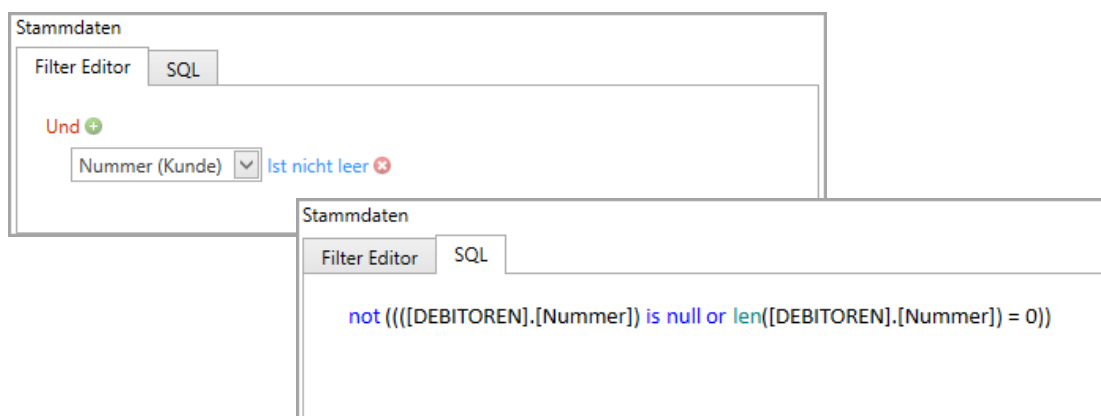 Stammdaten
Filter Editor SQL
Und
Nummer (Kunde) Ist nicht leer
Stammdaten
Filter Editor SQL
not ((([DEBITOREN].[Nummer]) is null or len([DEBITOREN].[Nummer]) = 0))